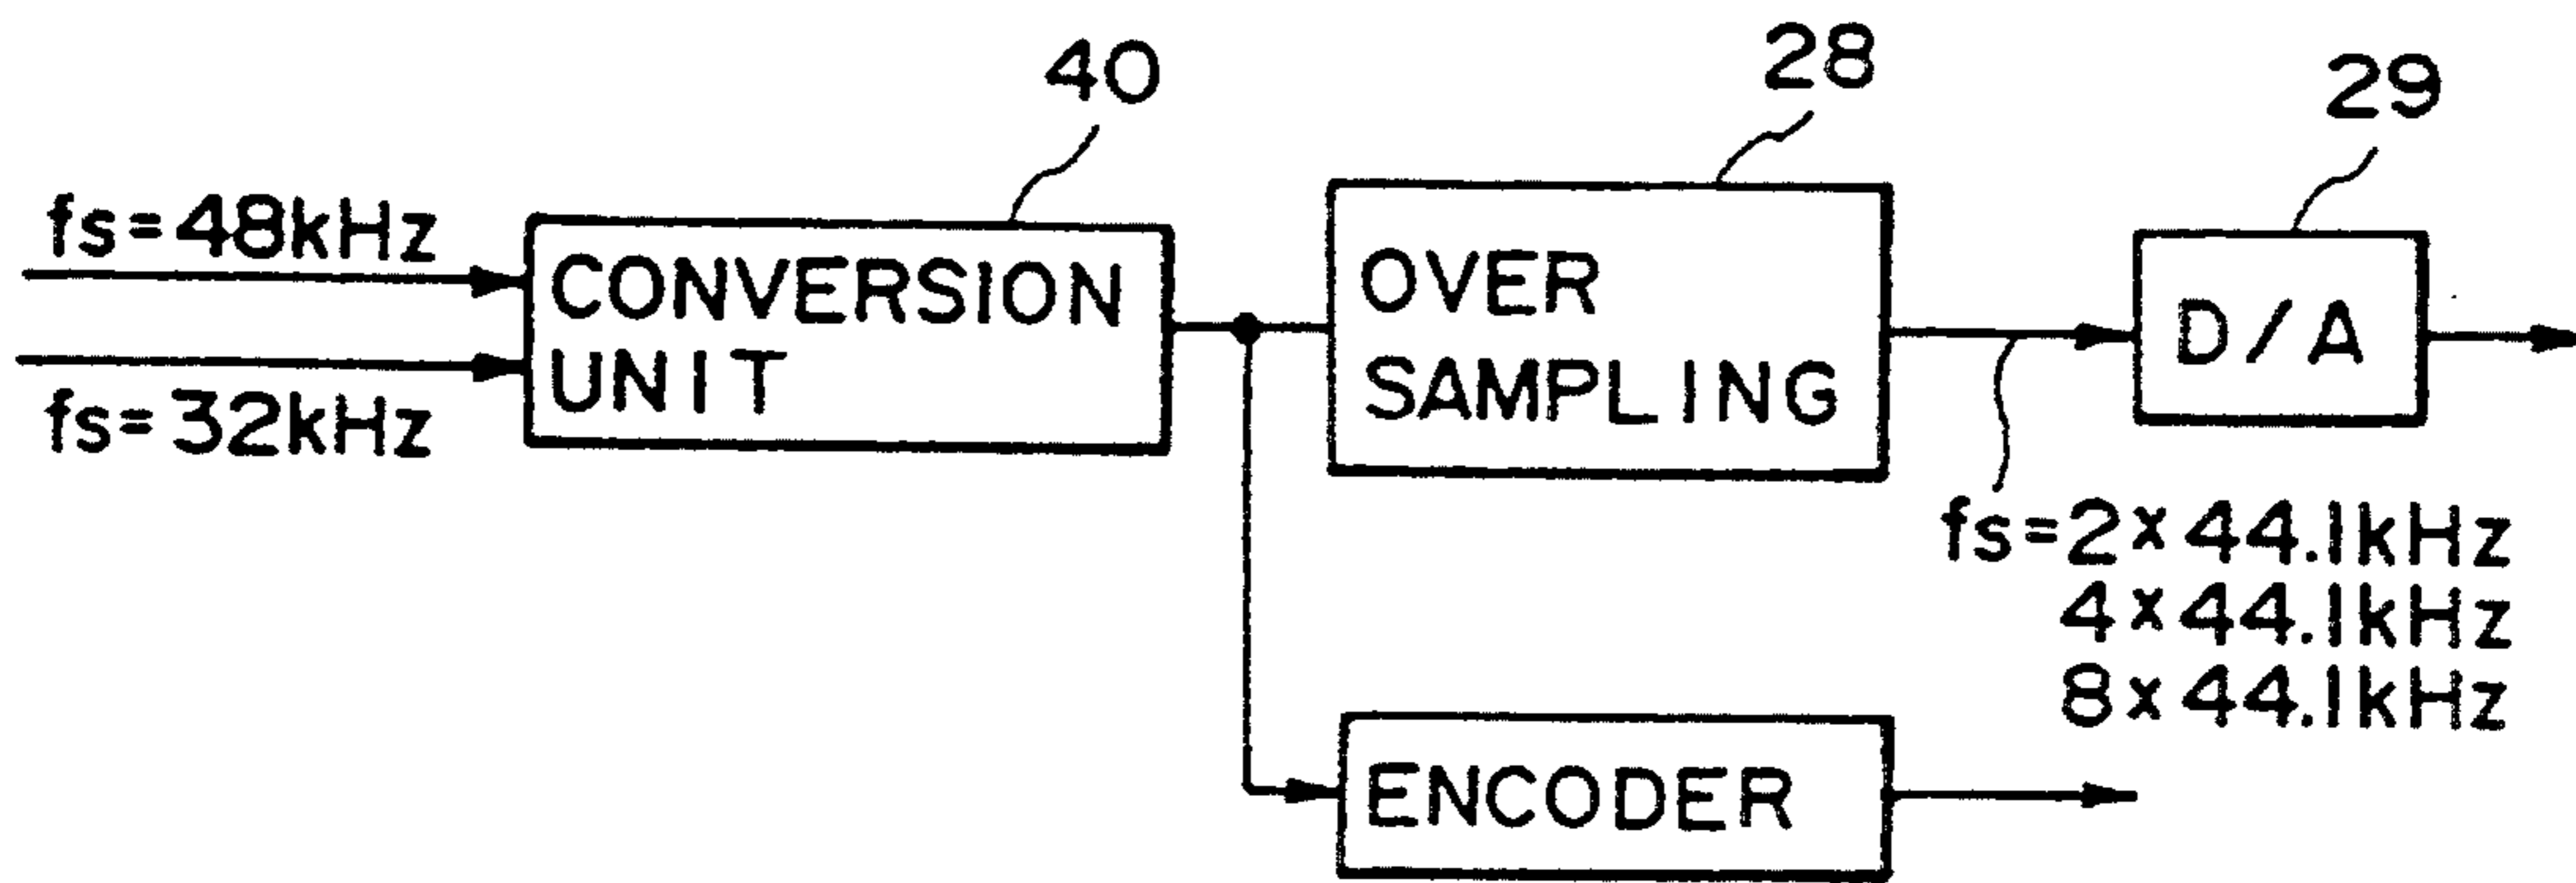 40
28
29
fs=48kHz
fs=32kHz
CONVERSION
UNIT
OVER
SAMPLING
D/A
fs=2×44.1kHz
4×44.1kHz
8×44.1kHz
ENCODER